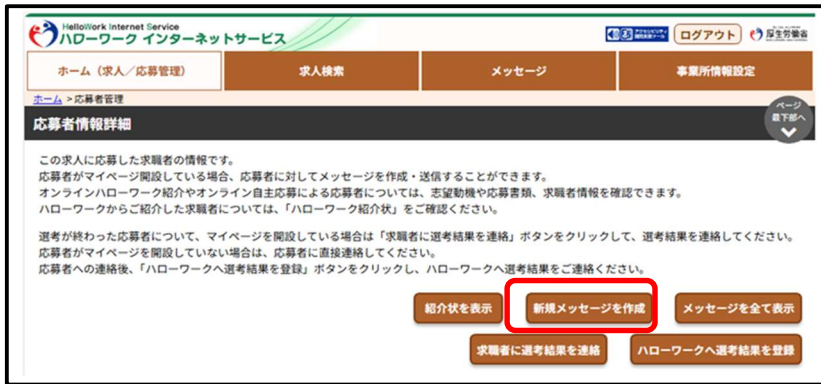 HelloWork Internet Service
ハローワーク インターネットサービス
ログアウト
厚生労働省
ホーム（求人／応募管理）
求人検索
メッセージ
事業所情報設定
ホーム > 応募者管理
ページ
最下部へ
応募者情報詳細
この求人に応募した求職者の情報です。
応募者がマイページ開設している場合、応募者に対してメッセージを作成・送信することができます。
オンラインハローワーク紹介やオンライン自主応募による応募者については、志望動機や応募書類、求職者情報を確認できます。
ハローワークからご紹介した求職者については、「ハローワーク紹介状」をご確認ください。
選考が終わった応募者について、マイページを開設している場合は「求職者に選考結果を連絡」ボタンをクリックして、選考結果を連絡してください。
応募者がマイページを開設していない場合は、応募者に直接連絡してください。
応募者への連絡後、「ハローワークへ選考結果を登録」ボタンをクリックし、ハローワークへ選考結果をご連絡ください。
紹介状を表示
新規メッセージを作成
メッセージを全て表示
求職者に選考結果を連絡
ハローワークへ選考結果を登録